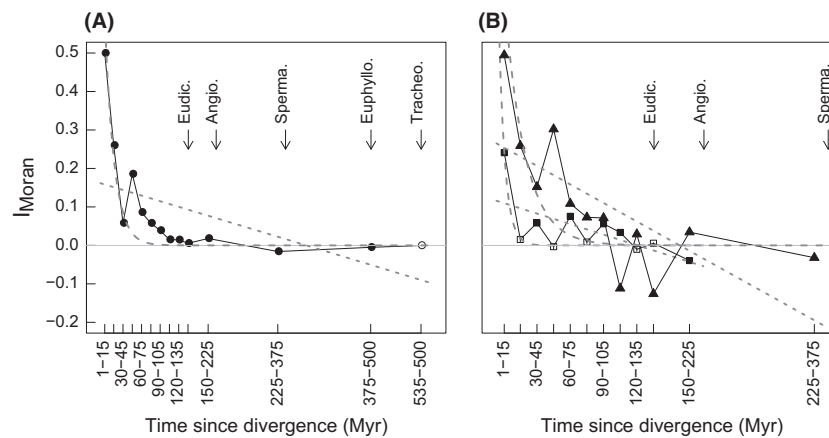 (A)
(B)
I Moran
0.5
0.4
0.3
0.2
0.1
0.0
−0.1
−0.2
Eudic.
Angio.
Sperma.
Euphyllo.
Tracheo.
Eudic.
Angio.
Sperma.
1−15
30−45
60−75
90−105
120−135
150−225
225−375
375−500
535−500
1−15
30−45
60−75
90−105
120−135
150−225
225−375
Time since divergence (Myr)
Time since divergence (Myr)